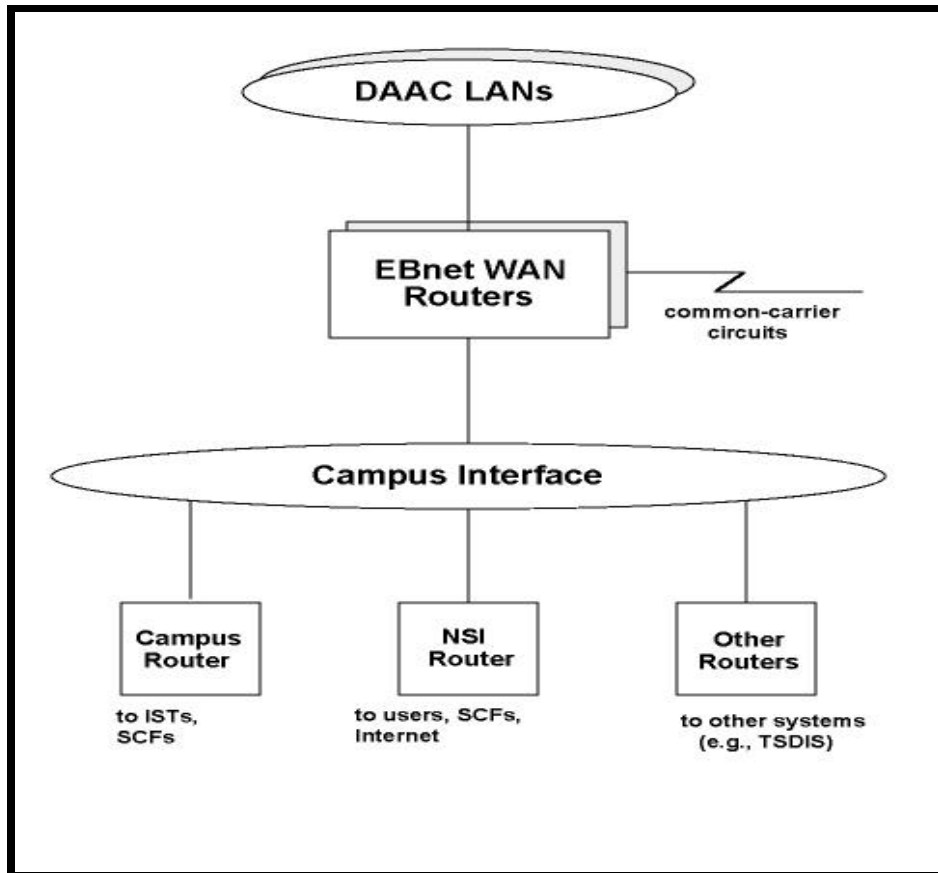 DAAC LANs
EBnet WAN
Routers
common-carrier
circuits
Campus Interface
Campus
Router
NSI
Router
Other
Routers
to ISTs,
SCFs
to users, SCFs,
Internet
to other systems
(e.g., TSDIS)